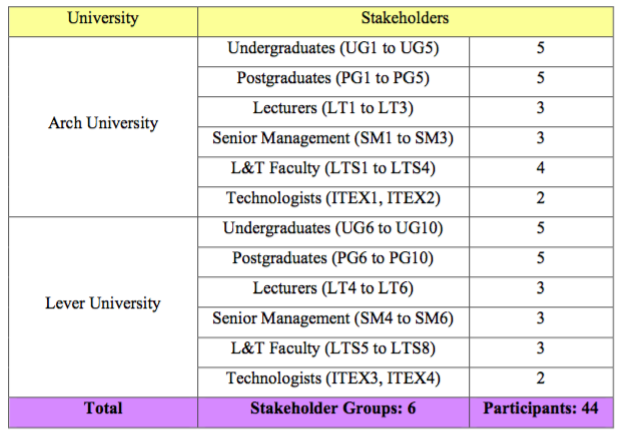 University Stakeholders
Arch University
Undergraduates (UG1 to UG5) 5
Postgraduates (PG1 to PG5) 5
Lecturers (LT1 to LT3) 3
Senior Management (SM1 to SM3) 3
L&T Faculty (LTS1 to LTS4) 4
Technologists (ITEX1, ITEX2) 2
Lever University
Undergraduates (UG6 to UG10) 5
Postgraduates (PG6 to PG10) 5
Lecturers (LT4 to LT6) 3
Senior Management (SM4 to SM6) 3
L&T Faculty (LTS5 to LTS8) 3
Technologists (ITEX3, ITEX4) 2
Total Stakeholder Groups: 6 Participants: 44